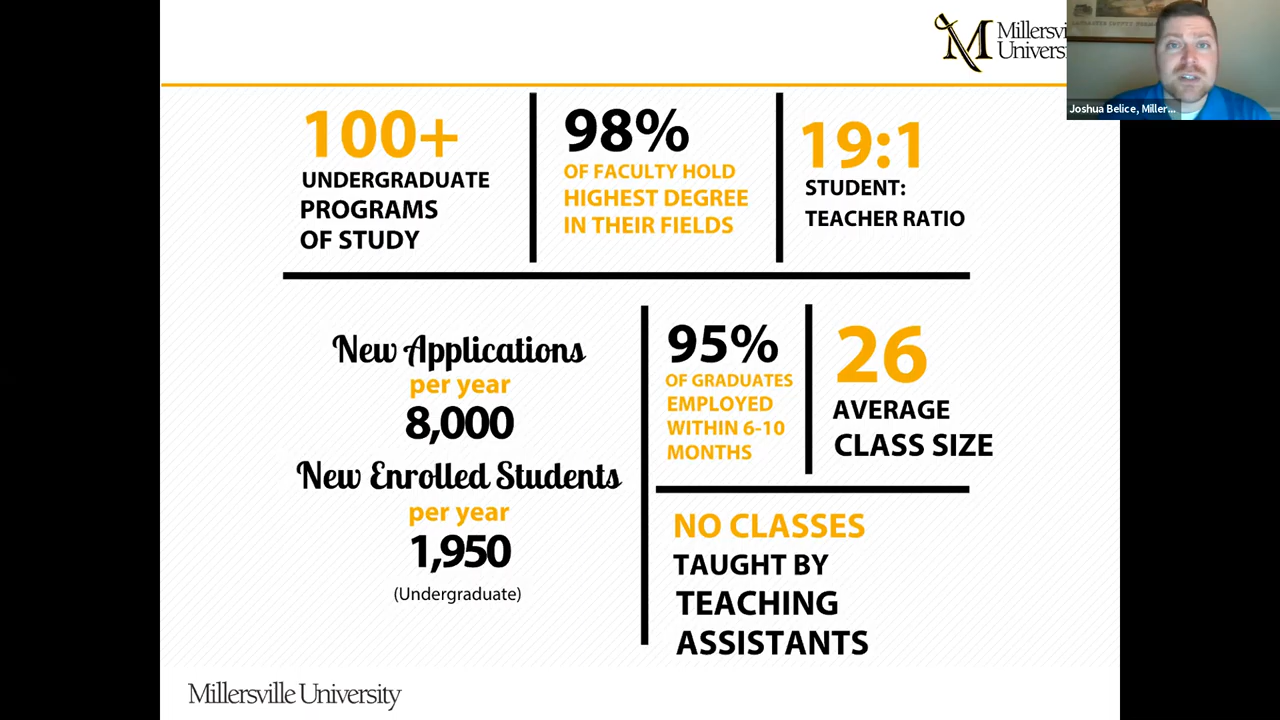 Millersvi
Universi
Joshua Belice, Miller...
100+
UNDERGRADUATE
PROGRAMS
OF STUDY
98%
OF FACULTY HOLD
HIGHEST DEGREE
IN THEIR FIELDS
19:1
STUDENT:
TEACHER RATIO
New Applications
per year
8,000
New Enrolled Students
per year
1,950
(Undergraduate)
95%
OF GRADUATES
EMPLOYED
WITHIN 6-10
MONTHS
26
AVERAGE
CLASS SIZE
NO CLASSES
TAUGHT BY
TEACHING
ASSISTANTS
Millersville University